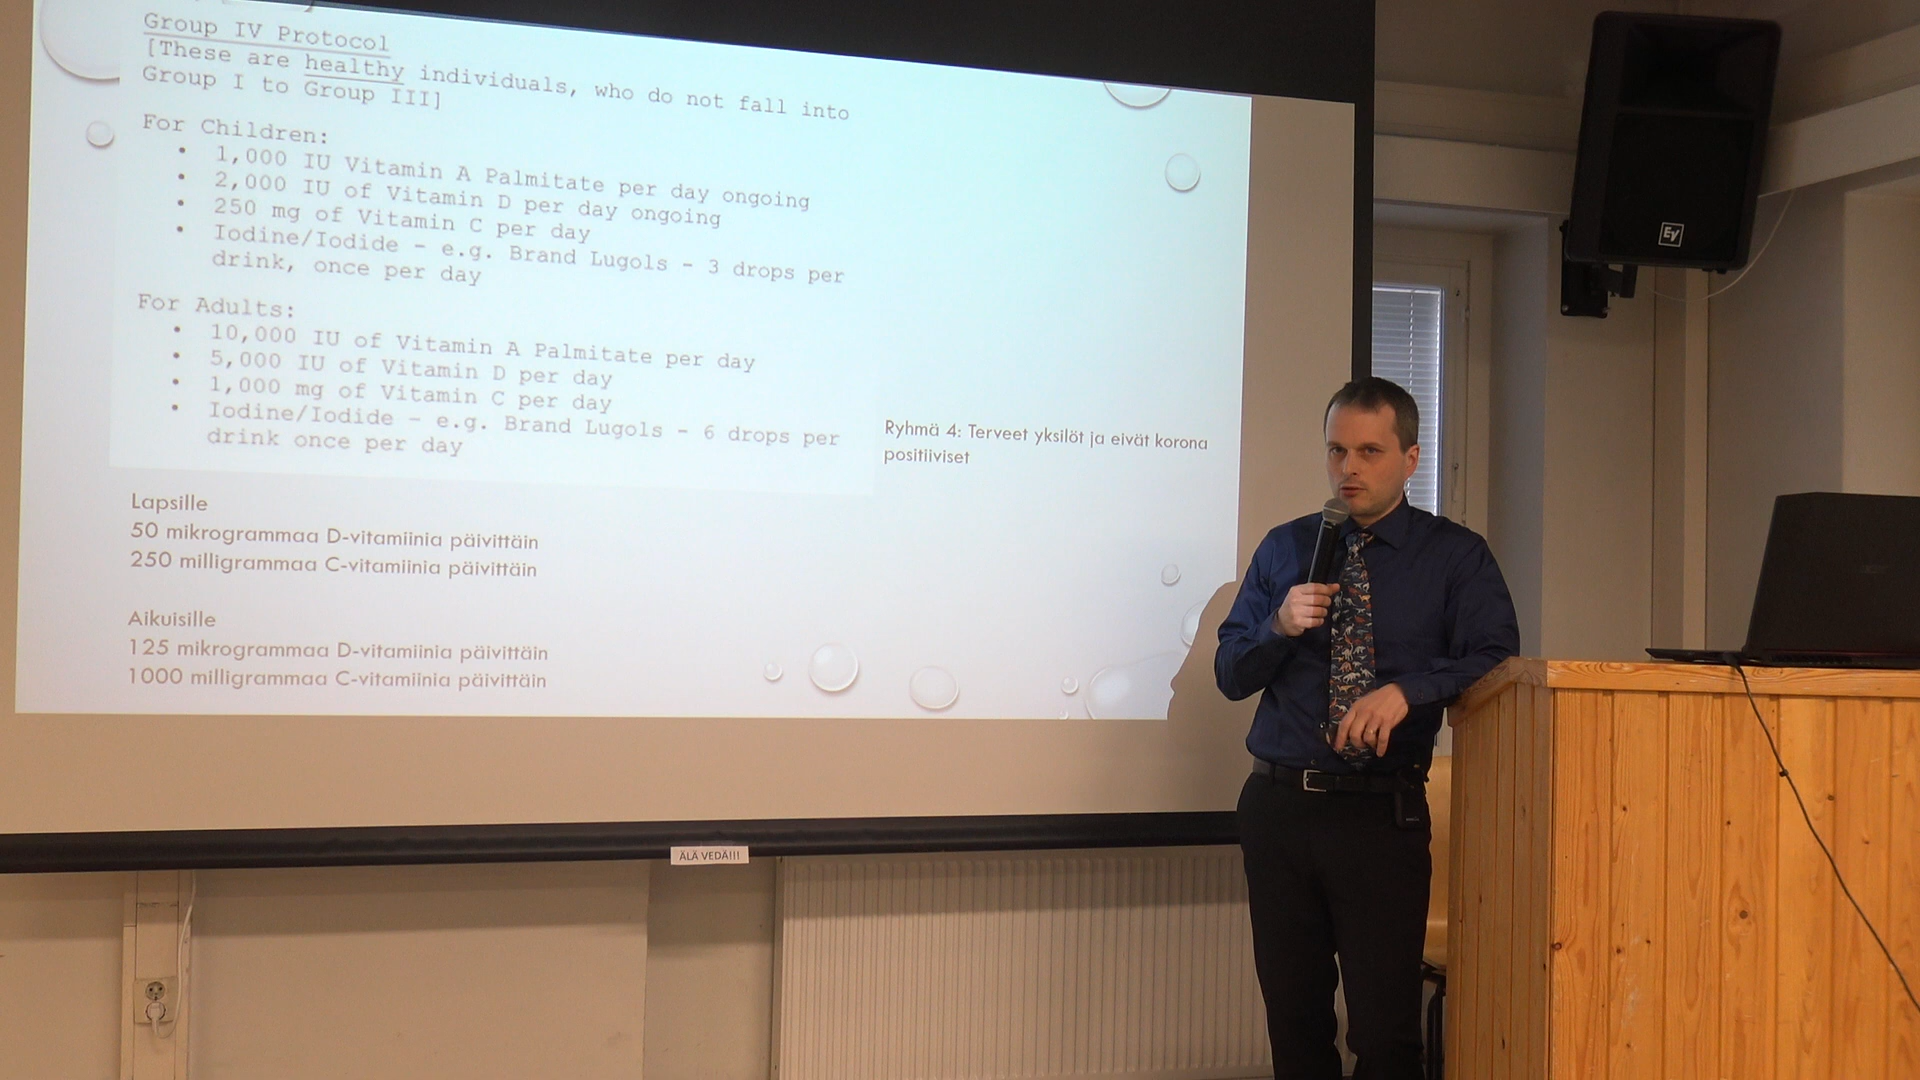 Group IV Protocol
[These are healthy individuals, who do not fall into
Group I to Group III]
For Children:
• 1,000 IU Vitamin A Palmitate per day ongoing
• 2,000 IU of Vitamin D per day ongoing
• 250 mg of Vitamin C per day
• Iodine/Iodide - e.g. Brand Lugols - 3 drops per
drink, once per day
For Adults:
• 10,000 IU of Vitamin A Palmitate per day
• 5,000 IU of Vitamin D per day
• 1,000 mg of Vitamin C per day
• Iodine/Iodide - e.g. Brand Lugols - 6 drops per
drink once per day
Ryhmä 4: Terveet yksilöt ja eivät korona
positiiviset
Lapsille
50 mikrogrammaa D-vitamiinia päivittäin
250 milligrammaa C-vitamiinia päivittäin
Aikuisille
125 mikrogrammaa D-vitamiinia päivittäin
1000 milligrammaa C-vitamiinia päivittäin
ÄLÄ VEDÄ!!!
EV